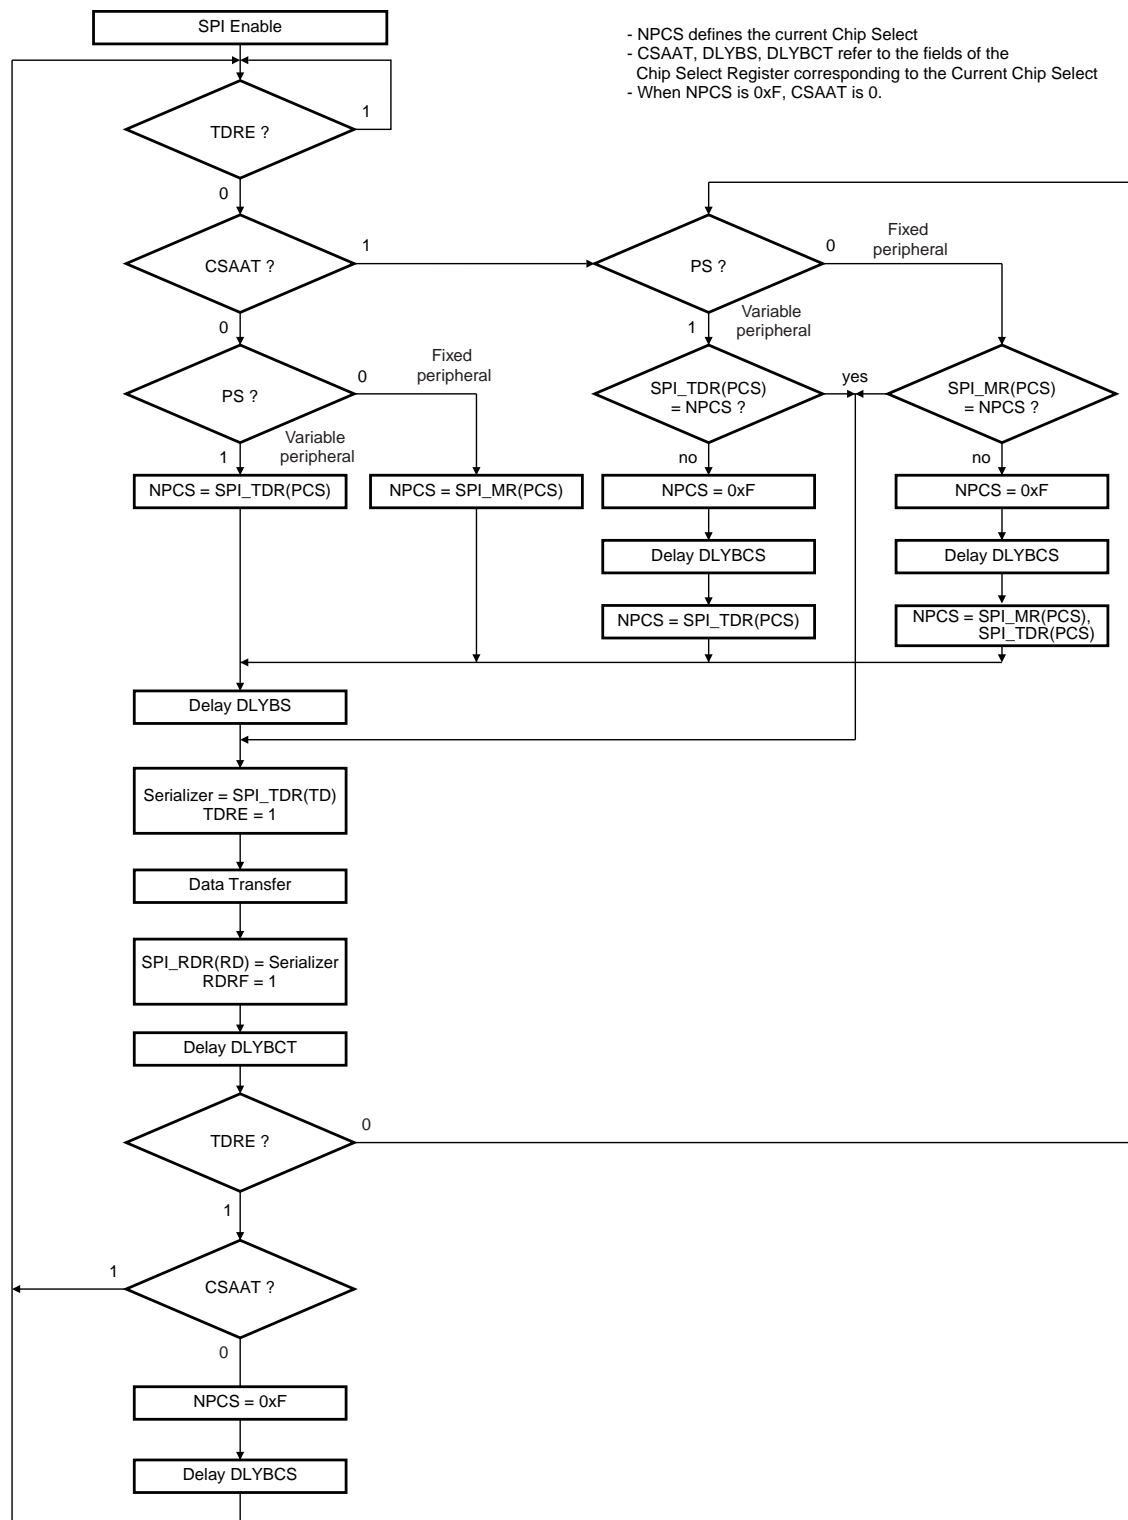 SPI Enable
- NPCS defines the current Chip Select
- CSAAT, DLYBS, DLYBCT refer to the fields of the
Chip Select Register corresponding to the Current Chip Select
- When NPCS is 0xF, CSAAT is 0.
TDRE ?
1
0
CSAAT ?
1
0
PS ?
0
Fixed
peripheral
1
Variable
peripheral
PS ?
0
Fixed
peripheral
1
Variable
peripheral
SPI_TDR(PCS)
= NPCS ?
yes
no
SPI_MR(PCS)
= NPCS ?
no
NPCS = SPI_TDR(PCS)
NPCS = SPI_MR(PCS)
NPCS = 0xF
NPCS = 0xF
Delay DLYBCS
Delay DLYBCS
NPCS = SPI_TDR(PCS)
NPCS = SPI_MR(PCS),
SPI_TDR(PCS)
Delay DLYBS
Serializer = SPI_TDR(TD)
TDRE = 1
Data Transfer
SPI_RDR(RD) = Serializer
RDRF = 1
Delay DLYBCT
TDRE ?
0
1
CSAAT ?
1
0
NPCS = 0xF
Delay DLYBCS